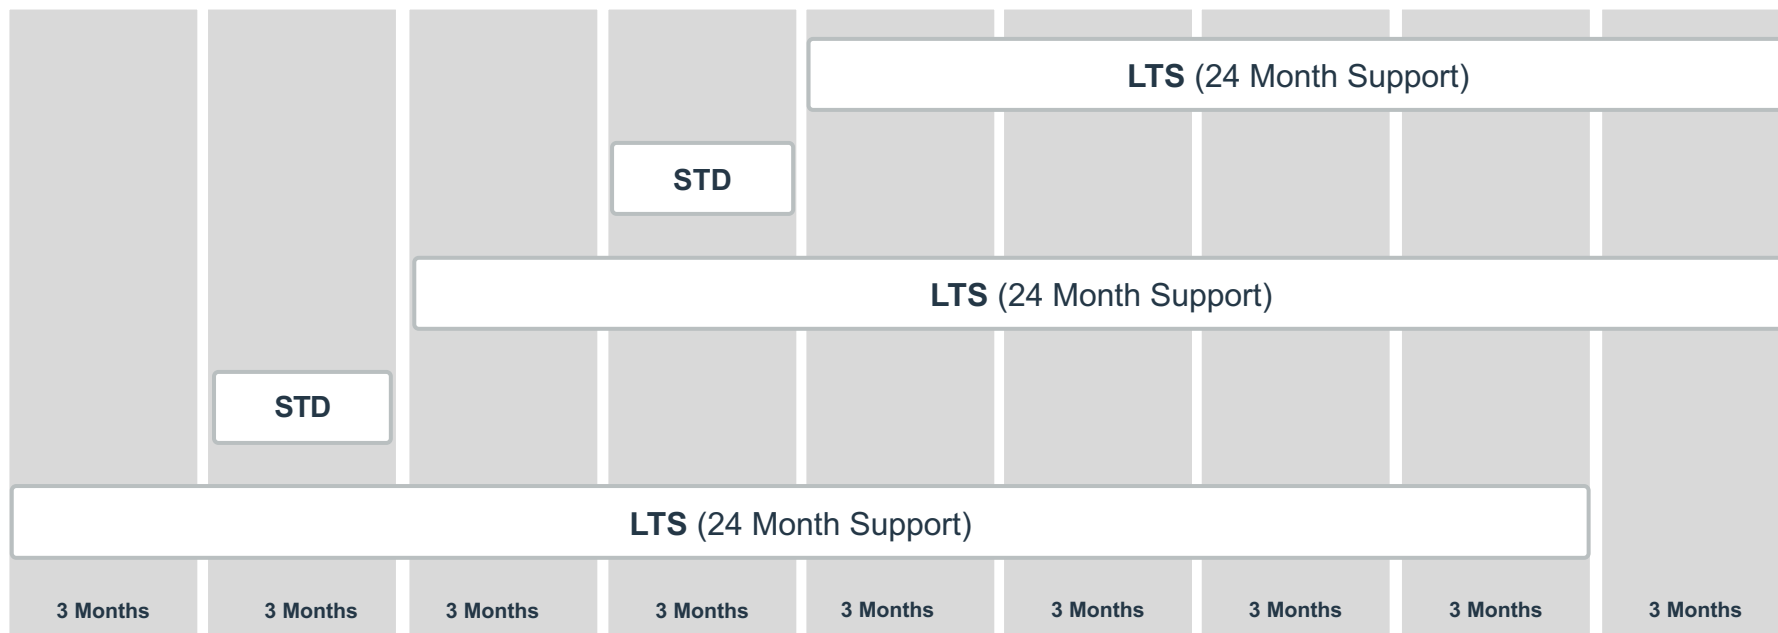 LTS (24 Month Support)
STD
LTS (24 Month Support)
STD
LTS (24 Month Support)
3 Months 3 Months 3 Months 3 Months 3 Months 3 Months 3 Months 3 Months 3 Months